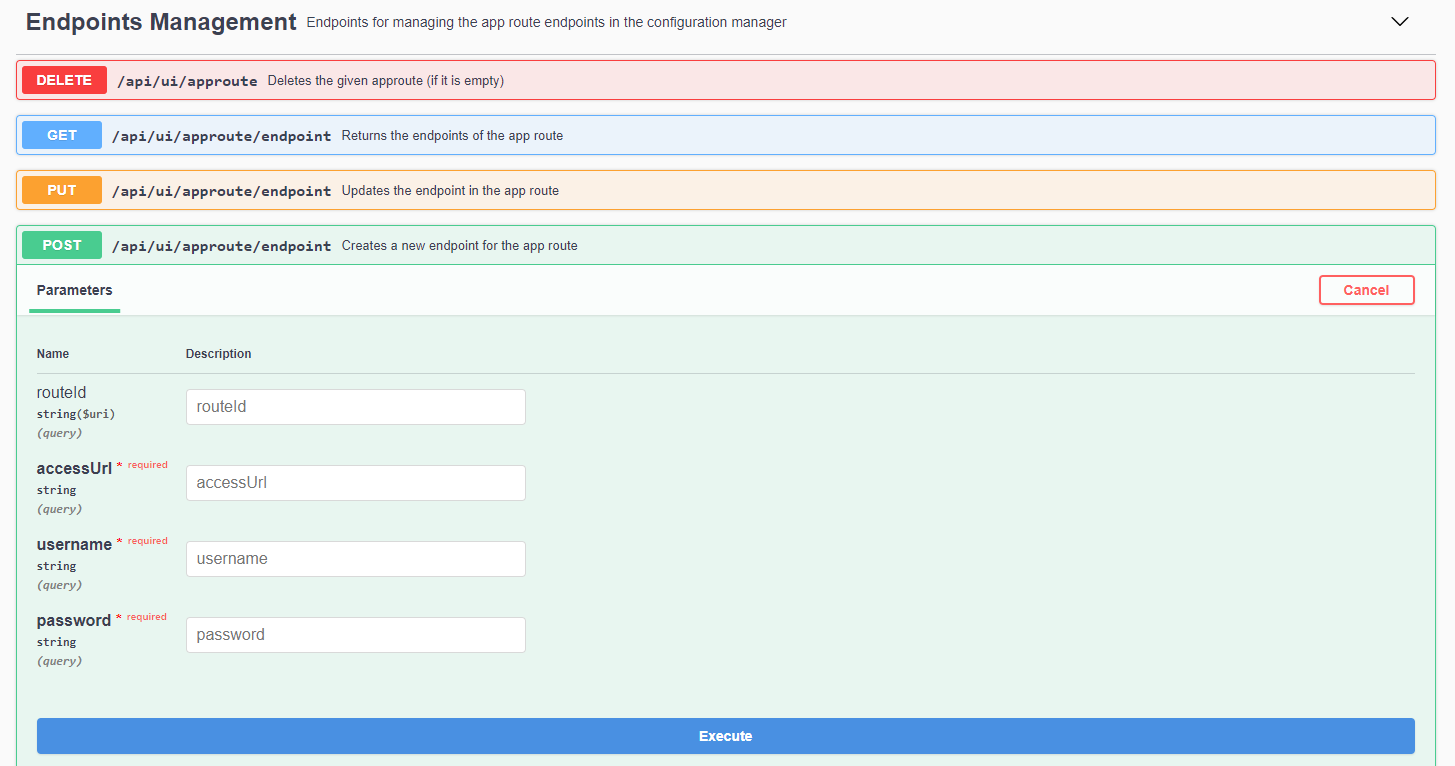 Endpoints Management Endpoints for managing the app route endpoints in the configuration manager
DELETE /api/ui/approute Deletes the given approute (if it is empty)
GET /api/ui/approute/endpoint Returns the endpoints of the app route
PUT /api/ui/approute/endpoint Updates the endpoint in the app route
POST /api/ui/approute/endpoint Creates a new endpoint for the app route
Parameters Cancel
Name Description
routeId
string($uri)
(query)
routeId
accessUrl * required
string
(query)
accessUrl
username * required
string
(query)
username
password * required
string
(query)
password
Execute